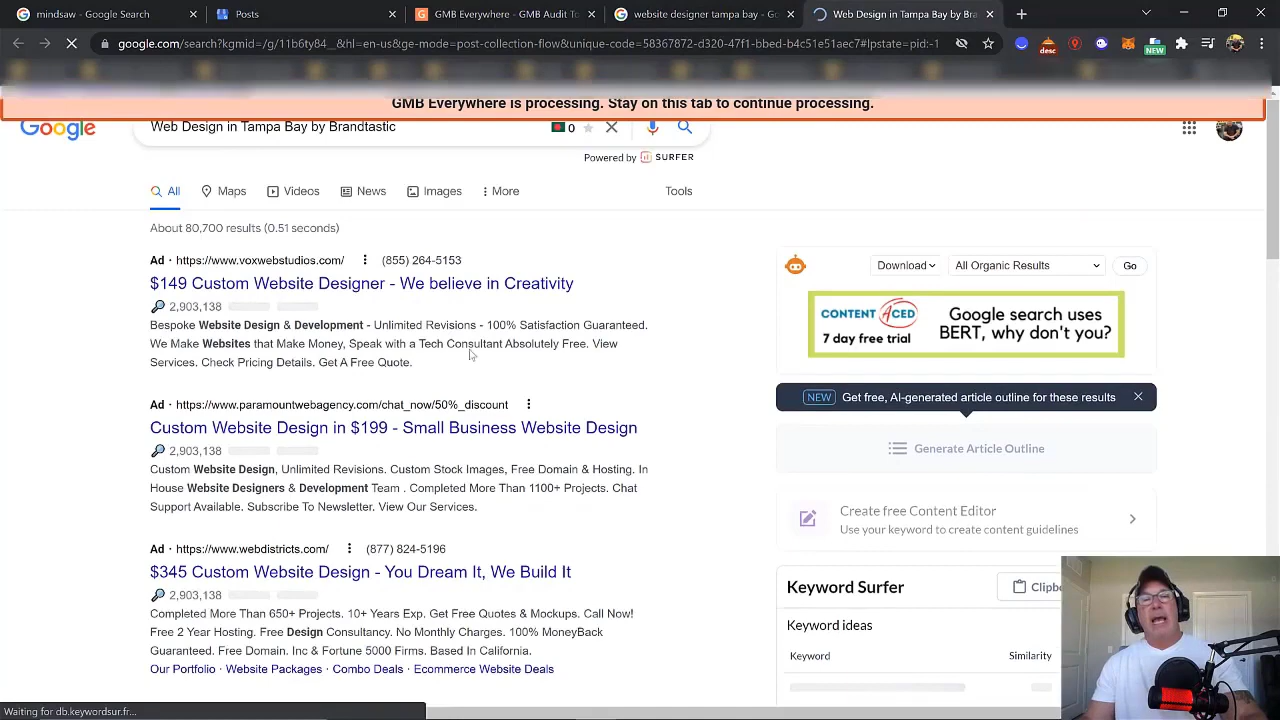 mindsaw - Google Search
Posts
GMB Everywhere - GMB Audit To
website designer tampa bay - Go
Web Design in Tampa Bay by Bra
google.com/search?kgmid=/g/11b6ty84__&hl=en-us&ge-mode=post-collection-flow&unique-code=58367872-d320-47f1-bbed-b4c51e51aec7#lpstate=pid:-1
desc
NEW
GMB Everywhere is processing. Stay on this tab to continue processing.
Google
Web Design in Tampa Bay by Brandtastic
0
Powered by SURFER
All
Maps
Videos
News
Images
More
Tools
About 80,700 results (0.51 seconds)
Ad · https://www.voxwebstudios.com/ (855) 264-5153
$149 Custom Website Designer - We believe in Creativity
2,903,138
Bespoke Website Design & Development - Unlimited Revisions - 100% Satisfaction Guaranteed.
We Make Websites that Make Money, Speak with a Tech Consultant Absolutely Free. View
Services. Check Pricing Details. Get A Free Quote.
Ad · https://www.paramountwebagency.com/chat_now/50%_discount
Custom Website Design in $199 - Small Business Website Design
2,903,138
Custom Website Design, Unlimited Revisions. Custom Stock Images, Free Domain & Hosting. In
House Website Designers & Development Team . Completed More Than 1100+ Projects. Chat
Support Available. Subscribe To Newsletter. View Our Services.
Ad · https://www.webdistricts.com/ (877) 824-5196
$345 Custom Website Design - You Dream It, We Build It
2,903,138
Completed More Than 650+ Projects. 10+ Years Exp. Get Free Quotes & Mockups. Call Now!
Free 2 Year Hosting. Free Design Consultancy. No Monthly Charges. 100% MoneyBack
Guaranteed. Free Domain. Inc & Fortune 5000 Firms. Based In California.
Our Portfolio · Website Packages · Combo Deals · Ecommerce Website Deals
Download
All Organic Results
Go
CONTENT ACED
7 day free trial
Google search uses
BERT, why don't you?
NEW Get free, AI-generated article outline for these results
Generate Article Outline
Create free Content Editor
Use your keyword to create content guidelines
Keyword Surfer
Clipbo
Keyword ideas
Keyword
Similarity
Waiting for db.keywordsur.fr...